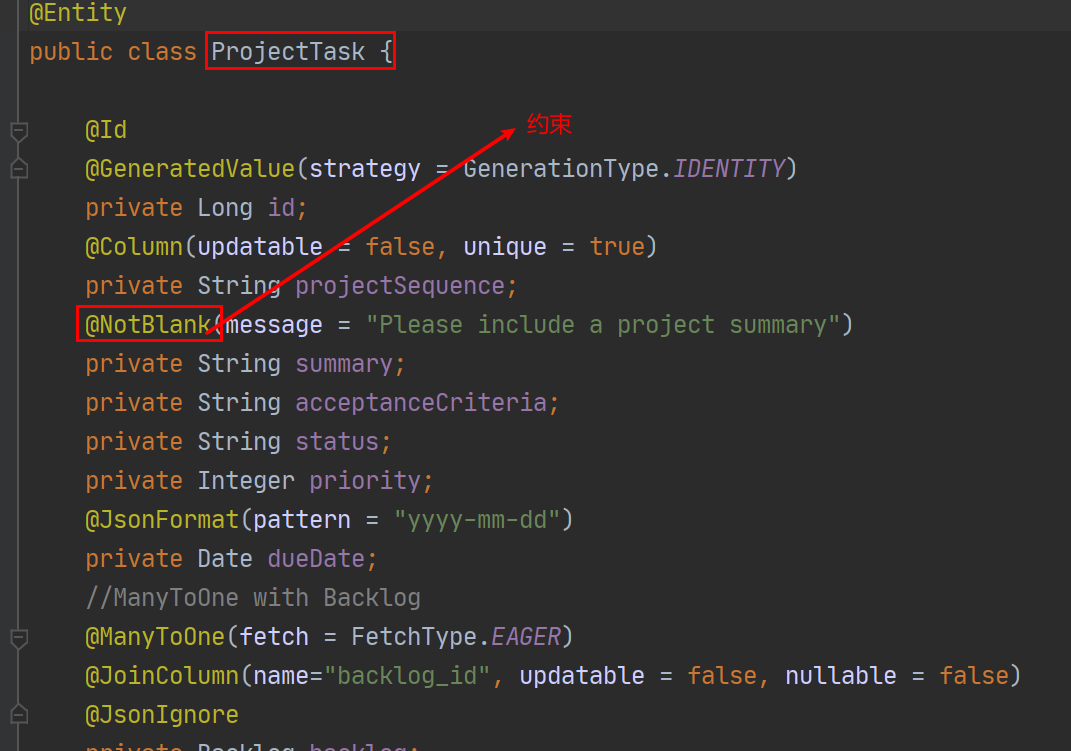 @Entity
public class ProjectTask {
@Id
约束
@GeneratedValue(strategy = GenerationType.IDENTITY)
private Long id;
@Column(updatable = false, unique = true)
private String projectSequence;
@NotBlank(message = "Please include a project summary")
private String summary;
private String acceptanceCriteria;
private String status;
private Integer priority;
@JsonFormat(pattern = "yyyy-mm-dd")
private Date dueDate;
//ManyToOne with Backlog
@ManyToOne(fetch = FetchType.EAGER)
@JoinColumn(name="backlog_id", updatable = false, nullable = false)
@JsonIgnore
private Backlog backlog;